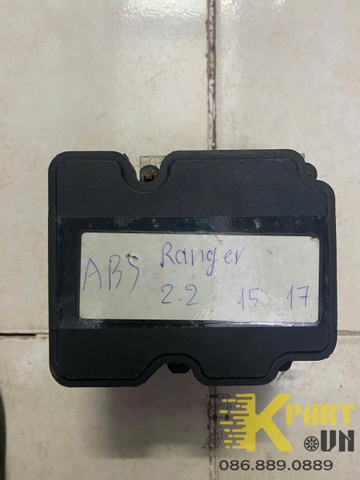 ABS Ranger
2.2 15 17
KPART
.VN
086.889.0889